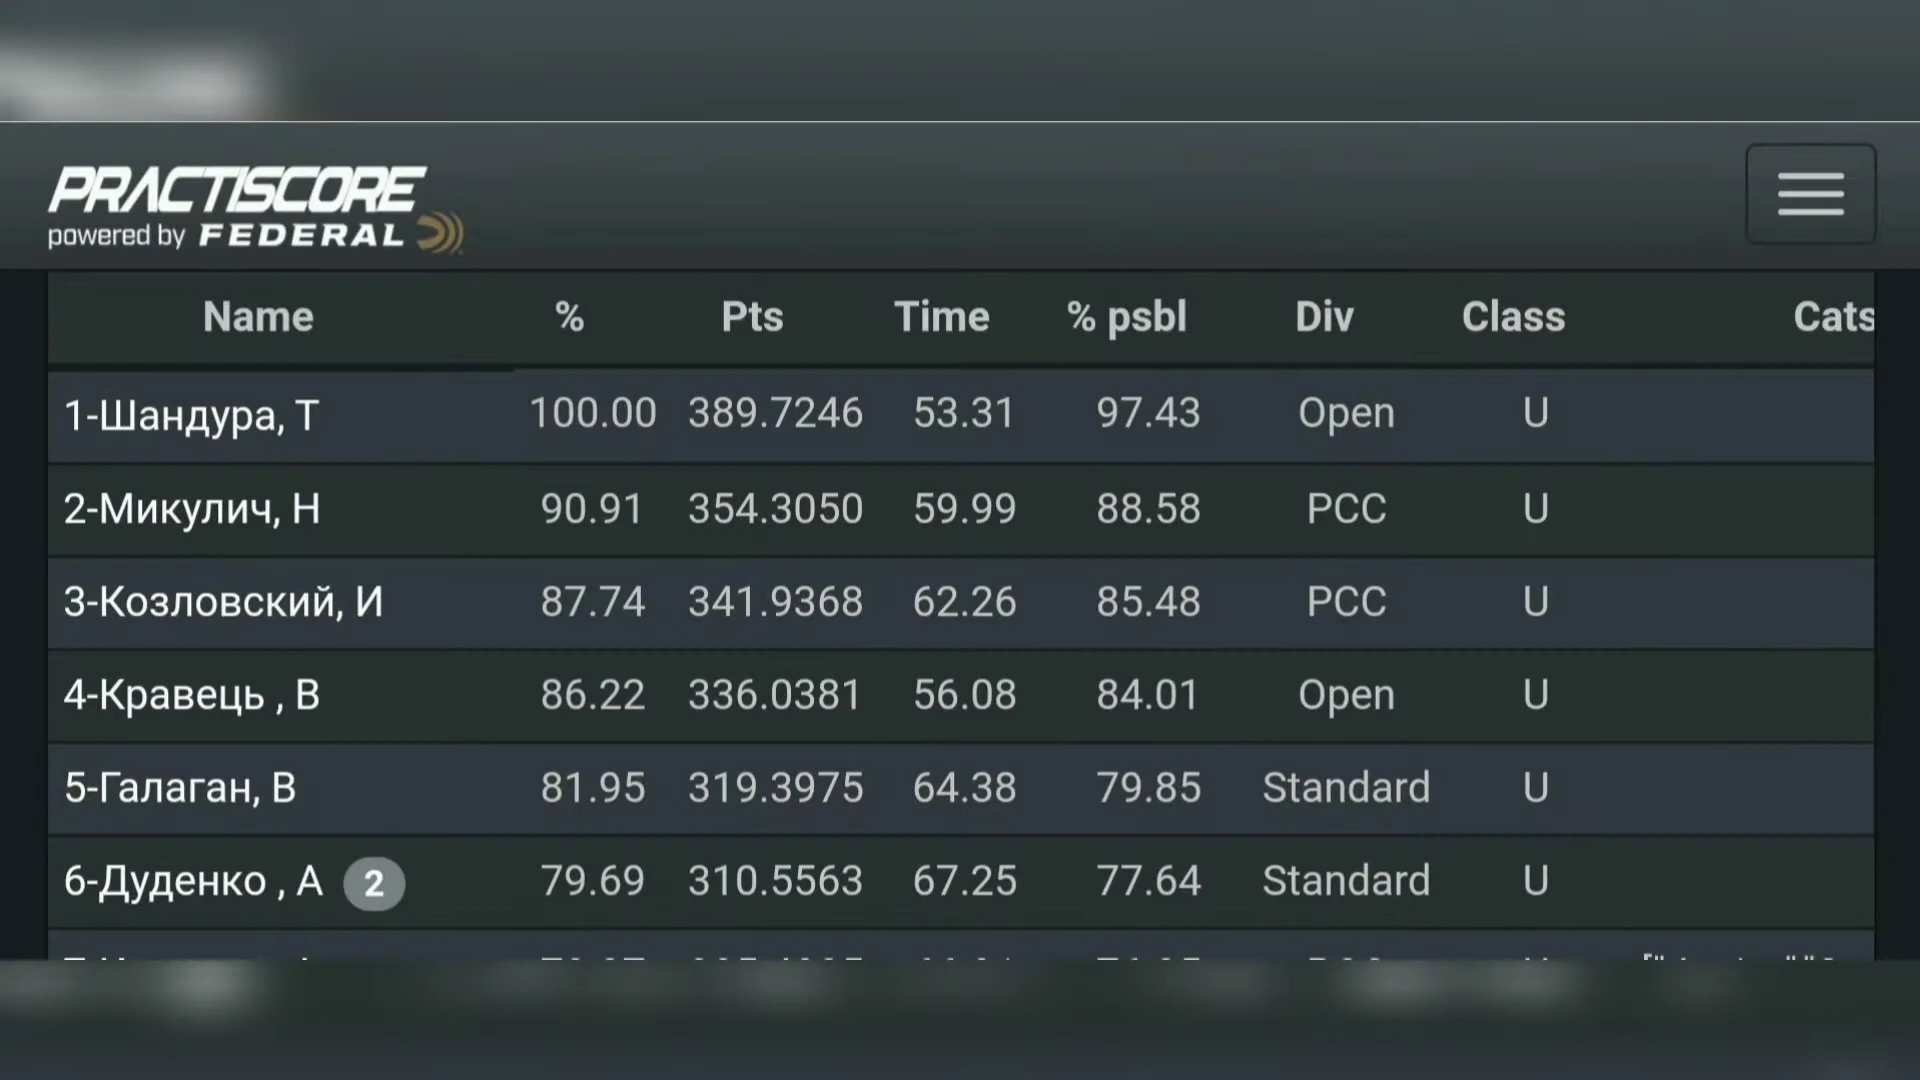 PRACTISCORE
powered by FEDERAL
Name % Pts Time % psbl Div Class Cats
1-Шандура, Т 100.00 389.7246 53.31 97.43 Open U
2-Микулич, Н 90.91 354.3050 59.99 88.58 PCC U
3-Козловский, И 87.74 341.9368 62.26 85.48 PCC U
4-Кравець , В 86.22 336.0381 56.08 84.01 Open U
5-Галаган, В 81.95 319.3975 64.38 79.85 Standard U
6-Дуденко , А 2 79.69 310.5563 67.25 77.64 Standard U